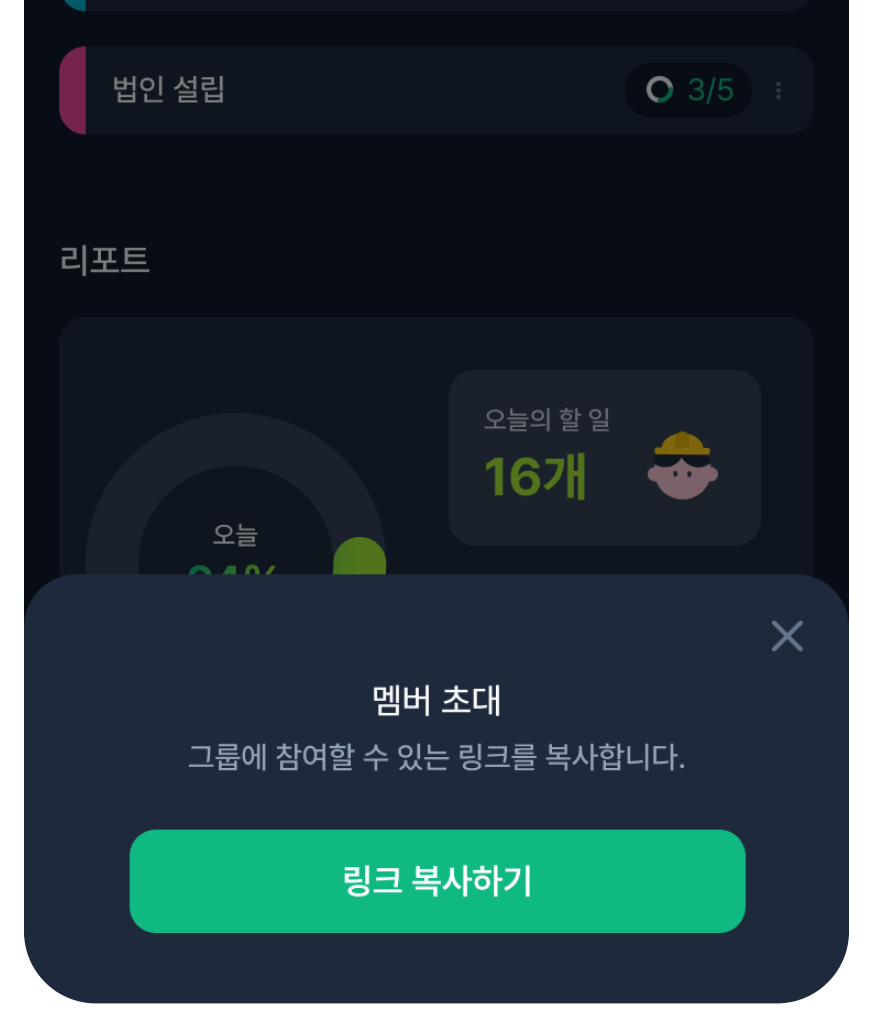 법인 설립
3/5
리포트
오늘의 할 일
16개
오늘
멤버 초대
그룹에 참여할 수 있는 링크를 복사합니다.
링크 복사하기